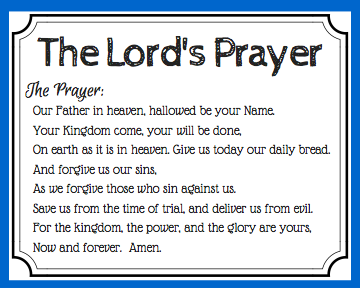 The Lord's Prayer
The Prayer:
Our Father in heaven, hallowed be your Name.
Your Kingdom come, your will be done,
On earth as it is in heaven. Give us today our daily bread.
And forgive us our sins,
As we forgive those who sin against us.
Save us from the time of trial, and deliver us from evil.
For the kingdom, the power, and the glory are yours,
Now and forever. Amen.